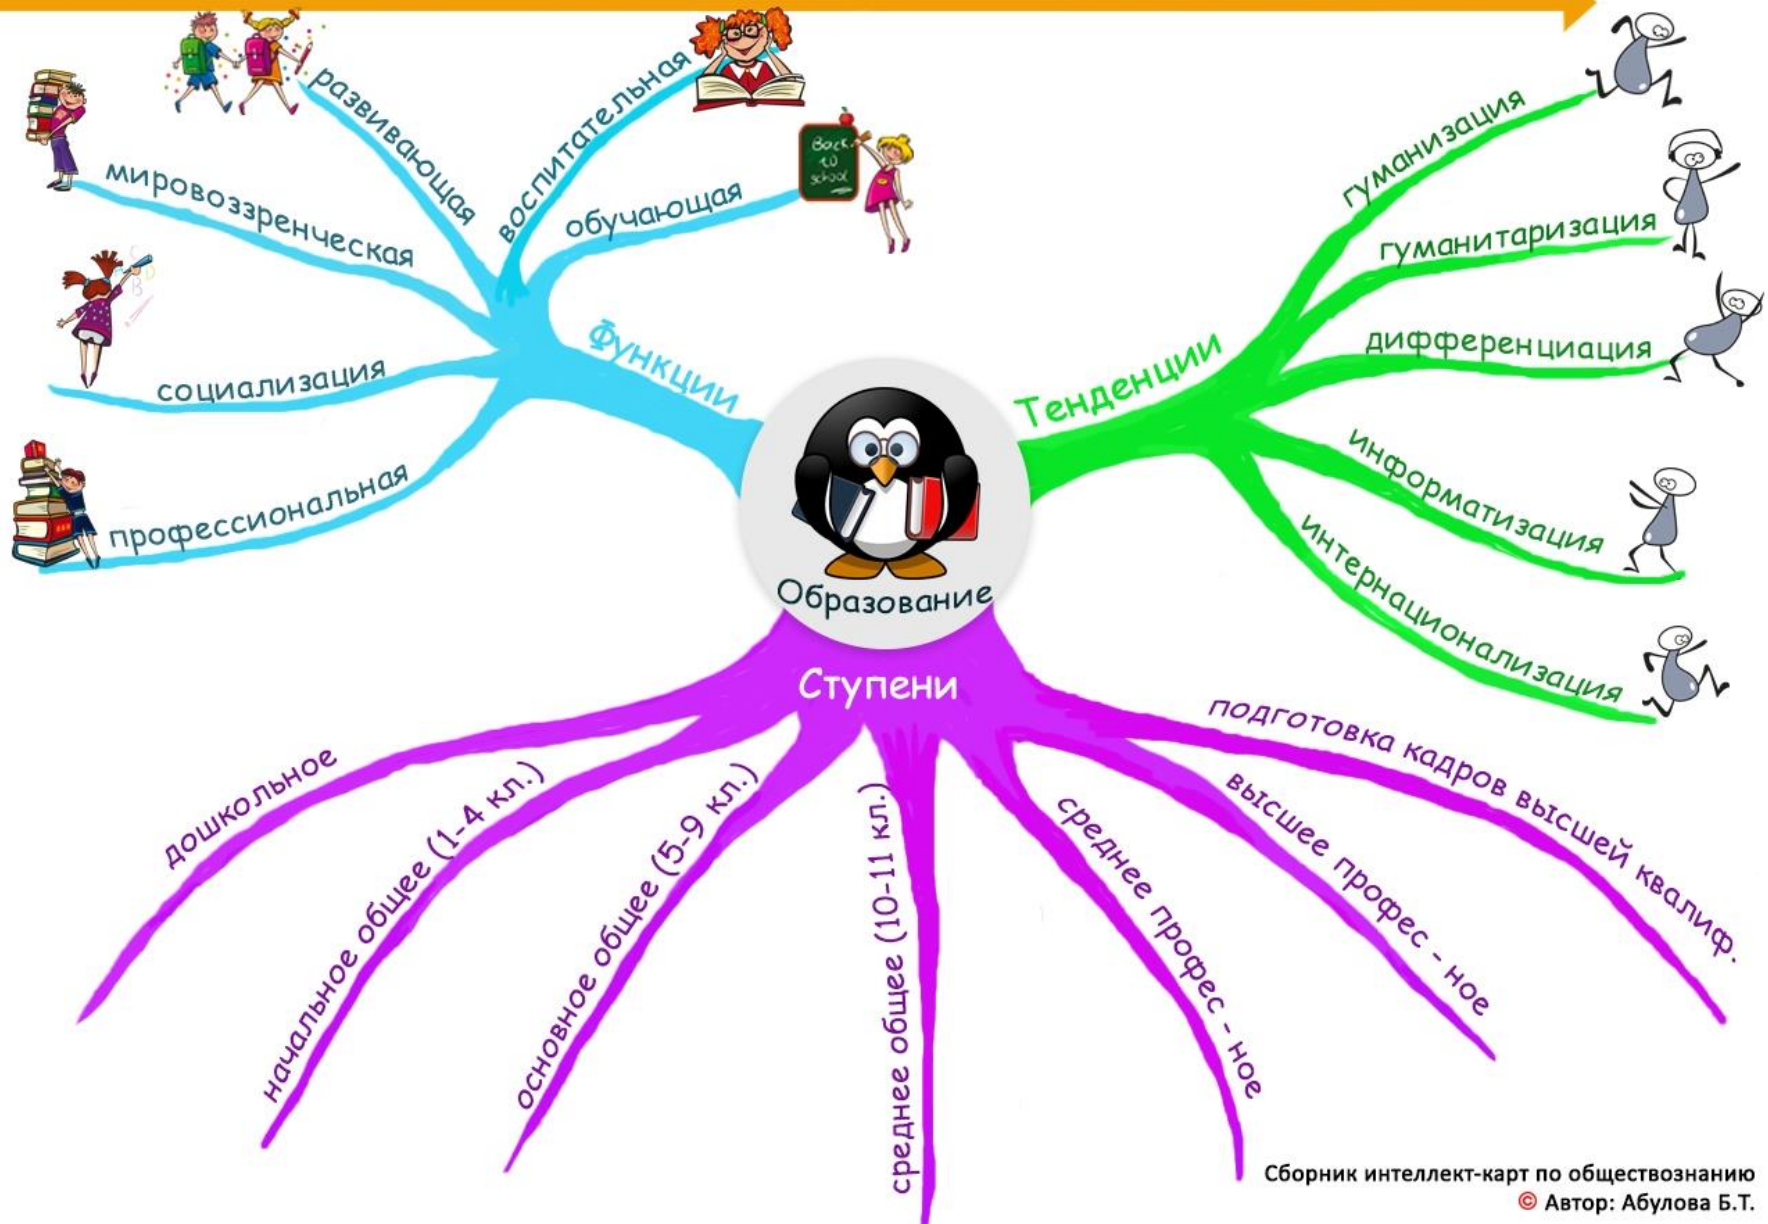 развивающая
воспитательная
обучающая
мировоззренческая
социализация
профессиональная
Функции
Back
to
school
Тенденции
гуманизация
гуманитаризация
дифференциация
информатизация
интернационализация
Образование
Ступени
дошкольное
начальное общее (1-4 кл.)
основное общее (5-9 кл.)
среднее общее (10-11 кл.)
среднее професс - ное
высшее профес - ное
подготовка кадров высшей квалиф.
Сборник интеллект-карт по обществознанию
© Автор: Абулова Б.Т.